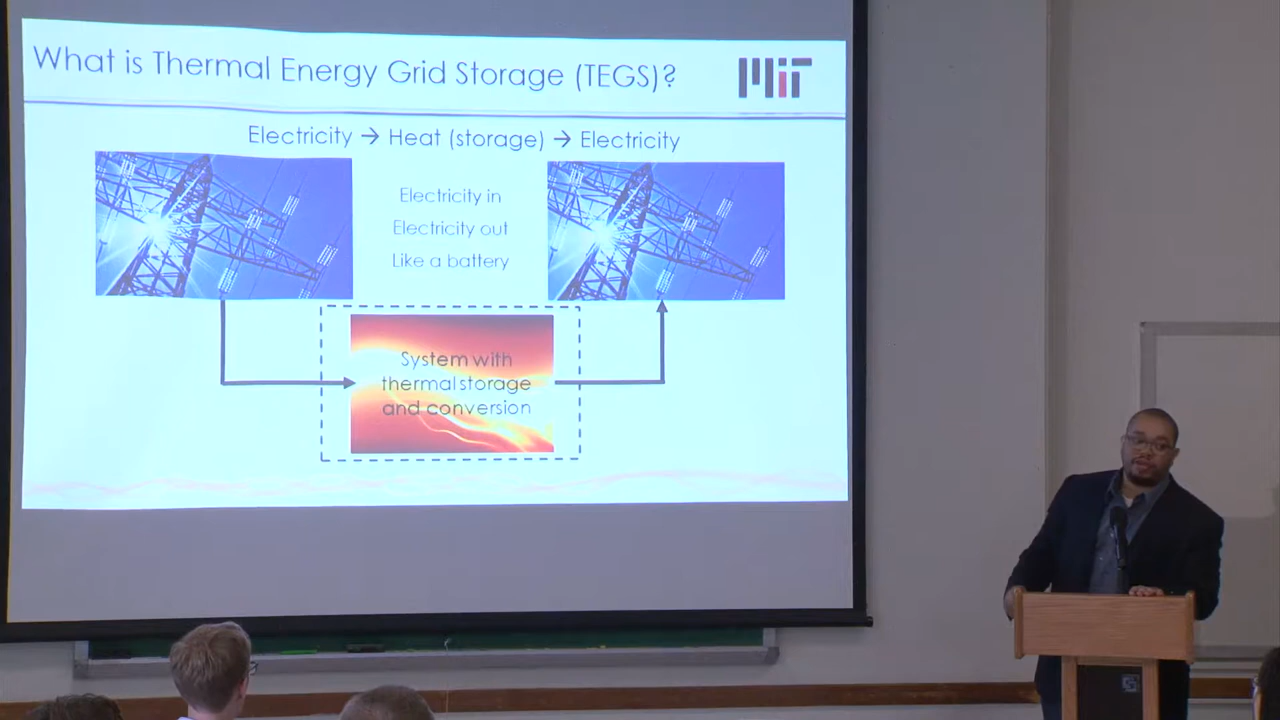 What is Thermal Energy Grid Storage (TEGS)?
MIT
Electricity → Heat (storage) → Electricity
Electricity in
Electricity out
Like a battery
System with
thermal storage
and conversion